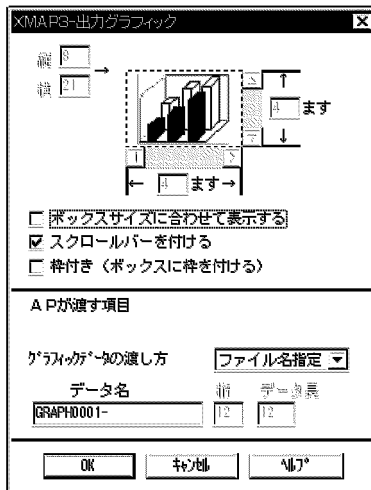 XMAP3-出力グラフィック
縦 8
横 21
4 ます
4 ます
ボックスサイズに合わせて表示する
スクロールバーを付ける
枠付き（ボックスに枠を付ける）
ＡＰが渡す項目
ｸﾞﾗﾌｨｯｸﾃﾞｰﾀの渡し方 ファイル名指定
データ名 桁 データ長
GRAPH0001- 12 12
OK ｷｬﾝｾﾙ ﾍﾙﾌﾟ